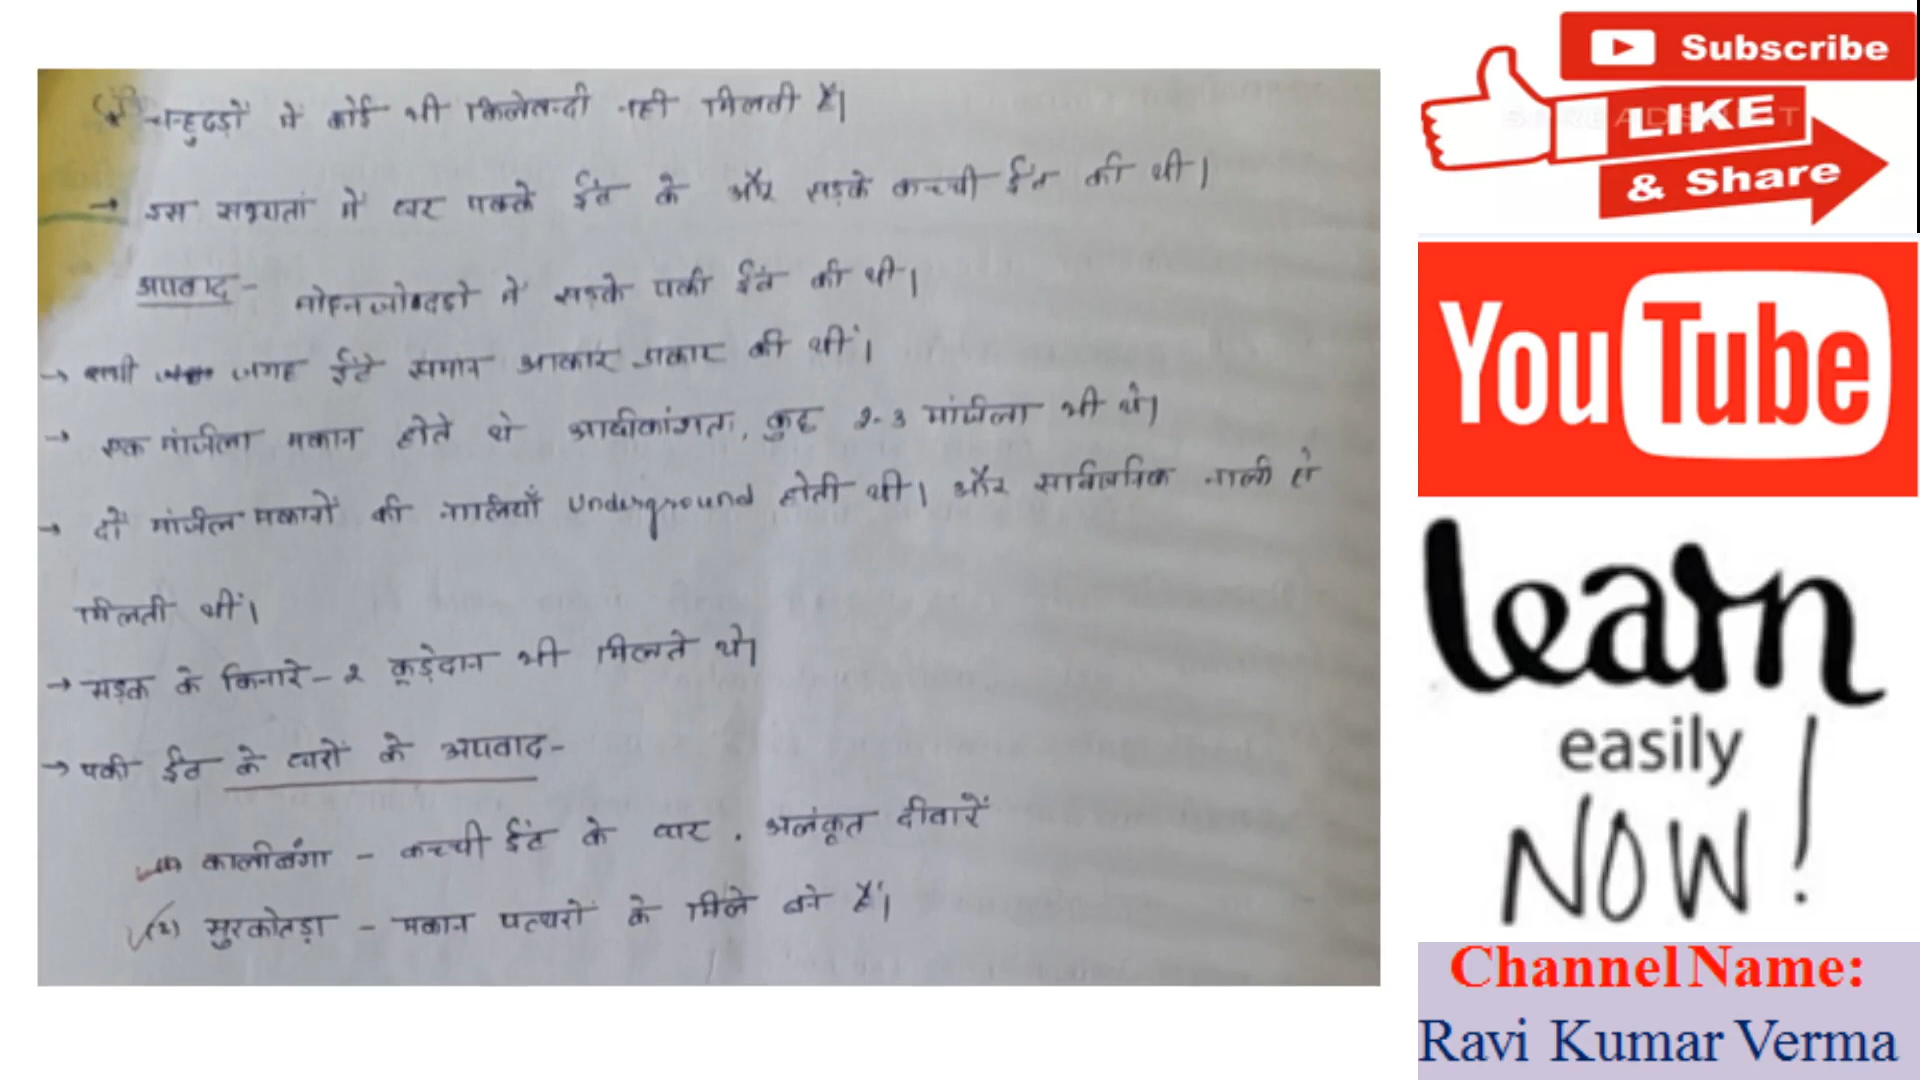 चन्हुदड़ों में कोई भी किलेबन्दी नही मिलती है।
→ इस सभ्यता में घर पक्के ईंट के और सड़के कच्ची ईंट की थी।
अपवाद - मोहनजोदड़ो में सड़के पक्की ईंट की थी।
→ सभी जगह ईंटे समान आकार प्रकार की थीं।
→ एक मंजिला मकान होते थे अधिकांशतः, कुछ 2-3 मंजिला भी थे।
→ दो मंजिल मकानों की नालियाँ Underground होती थी। और सार्वजनिक नाली से
मिलती थीं।
→ सड़क के किनारे-2 कूड़ेदान भी मिलते थे।
→ पक्की ईंट के घरों के अपवाद-
(1) कालीबंगा - कच्ची ईंट के घर . अलंकृत दीवारें
(2) सुरकोतड़ा - मकान पत्थरों के मिले बने हैं।
Subscribe
LIKE
& Share
YouTube
learn
easily
NOW!
Channel Name:
Ravi Kumar Verma